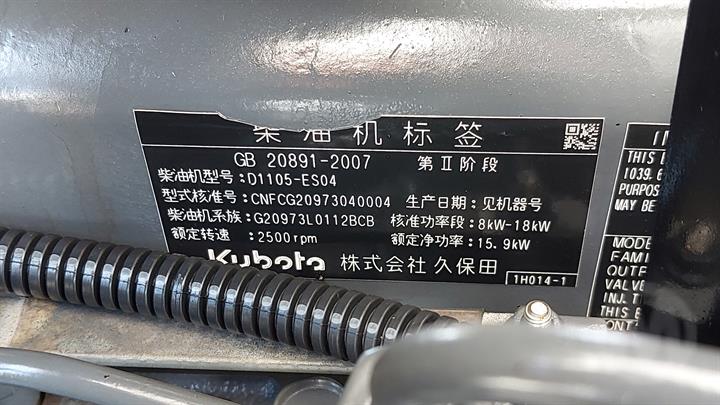 柴油机标签
GB 20891-2007 第Ⅱ阶段
柴油机型号: D1105-ES04
型式核准号: CNFCG20973040004 生产日期: 见机器号
柴油机系族: G20973L0112BCB 核准功率段: 8kW-18kW
额定转速: 2500rpm 额定净功率: 15.9kW
Kubota 株式会社 久保田
1H014-1
THIS E
1039.6
PURPOS
MAY BE
MODE
FAMI
OUTP
VALVE
INJ.TI
THIS E